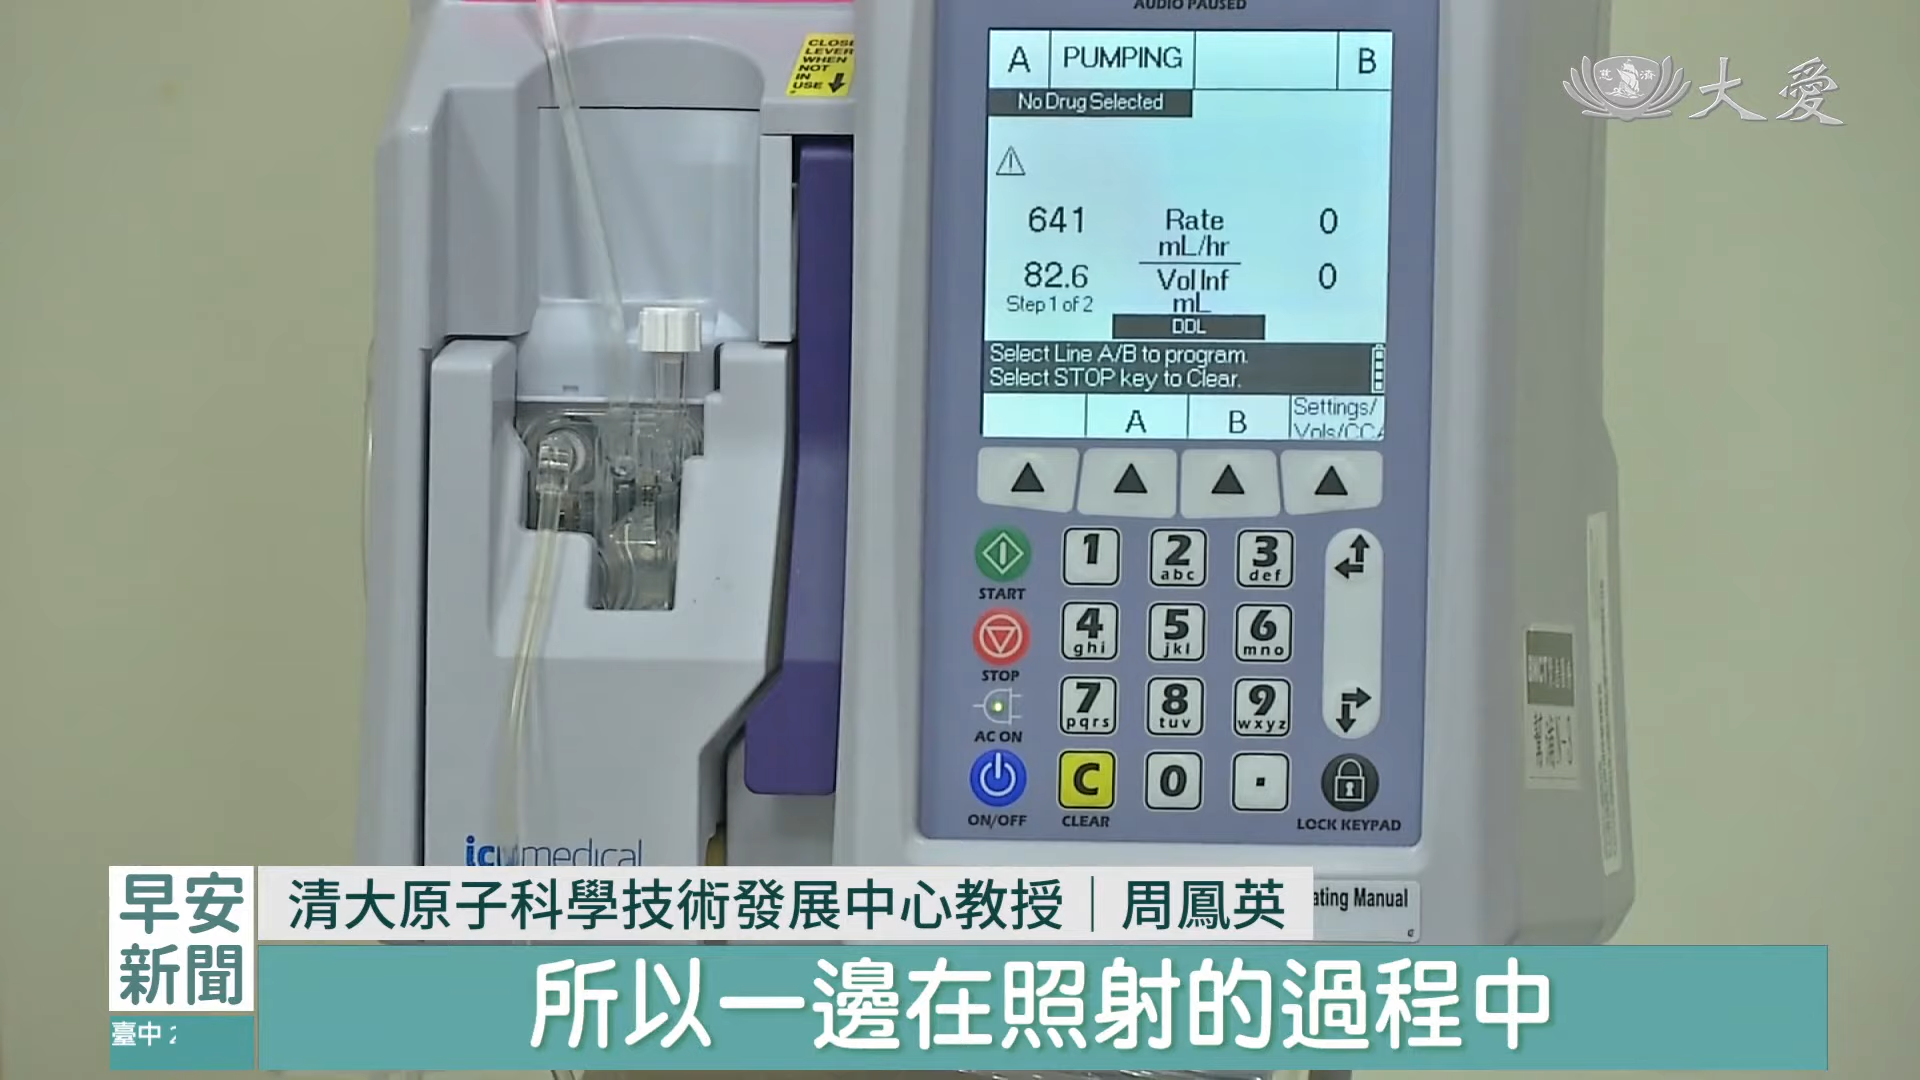 AUDIO PAUSED
CLOSE
LEVER
WHEN
NOT
IN
USE
A PUMPING B
No Drug Selected
641 Rate 0
mL/hr
82.6 Vol Inf 0
Step 1 of 2 mL
DDL
Select Line A/B to program.
Select STOP key to Clear.
A B Settings/
Vols/CCA
START 1 2 abc 3 def
STOP 4 ghi 5 jkl 6 mno
AC ON 7 pqrs 8 tuv 9 wxyz
ON/OFF C CLEAR 0 . LOCK KEYPAD
icumedical
ating Manual
慈濟 大愛
早安
新聞
清大原子科學技術發展中心教授｜周鳳英
所以一邊在照射的過程中
臺中 2